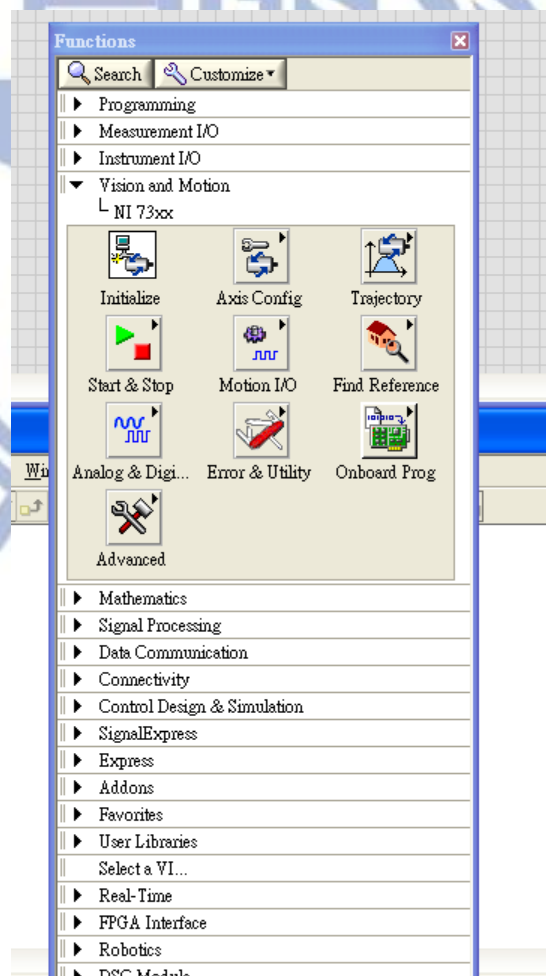 Functions
Search Customize
Programming
Measurement I/O
Instrument I/O
Vision and Motion
NI 73xx
Initialize Axis Config Trajectory
Start & Stop Motion I/O Find Reference
Analog & Digi... Error & Utility Onboard Prog
Advanced
Mathematics
Signal Processing
Data Communication
Connectivity
Control Design & Simulation
SignalExpress
Express
Addons
Favorites
User Libraries
Select a VI...
Real-Time
FPGA Interface
Robotics
DSC Module